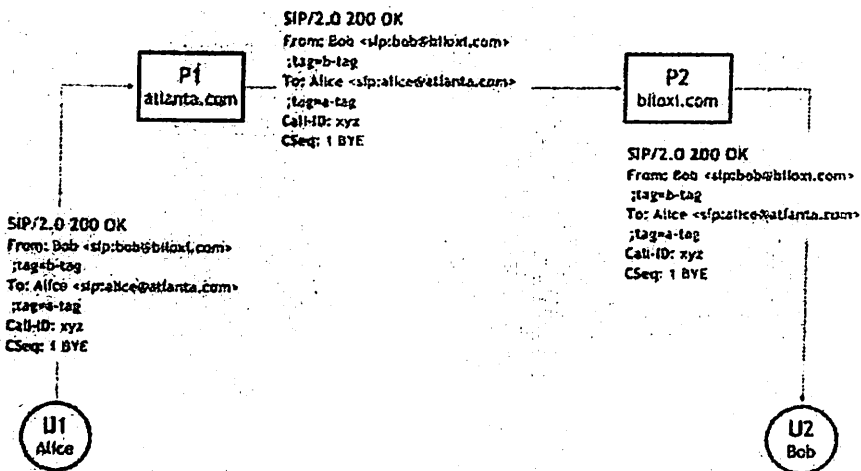 SIP/2.0 200 OK
From: Bob <sip:bob@biloxi.com>
;tag=b-tag
To: Alice <sip:alice@atlanta.com>
;tag=a-tag
Call-ID: xyz
CSeq: 1 BYE
P1
atlanta.com
P2
biloxi.com
SIP/2.0 200 OK
From: Bob <sip:bob@biloxi.com>
;tag=b-tag
To: Alice <sip:alice@atlanta.com>
;tag=a-tag
Call-ID: xyz
CSeq: 1 BYE
SIP/2.0 200 OK
From: Bob <sip:bob@biloxi.com>
;tag=b-tag
To: Alice <sip:alice@atlanta.com>
;tag=a-tag
Call-ID: xyz
CSeq: 1 BYE
U1
Alice
U2
Bob